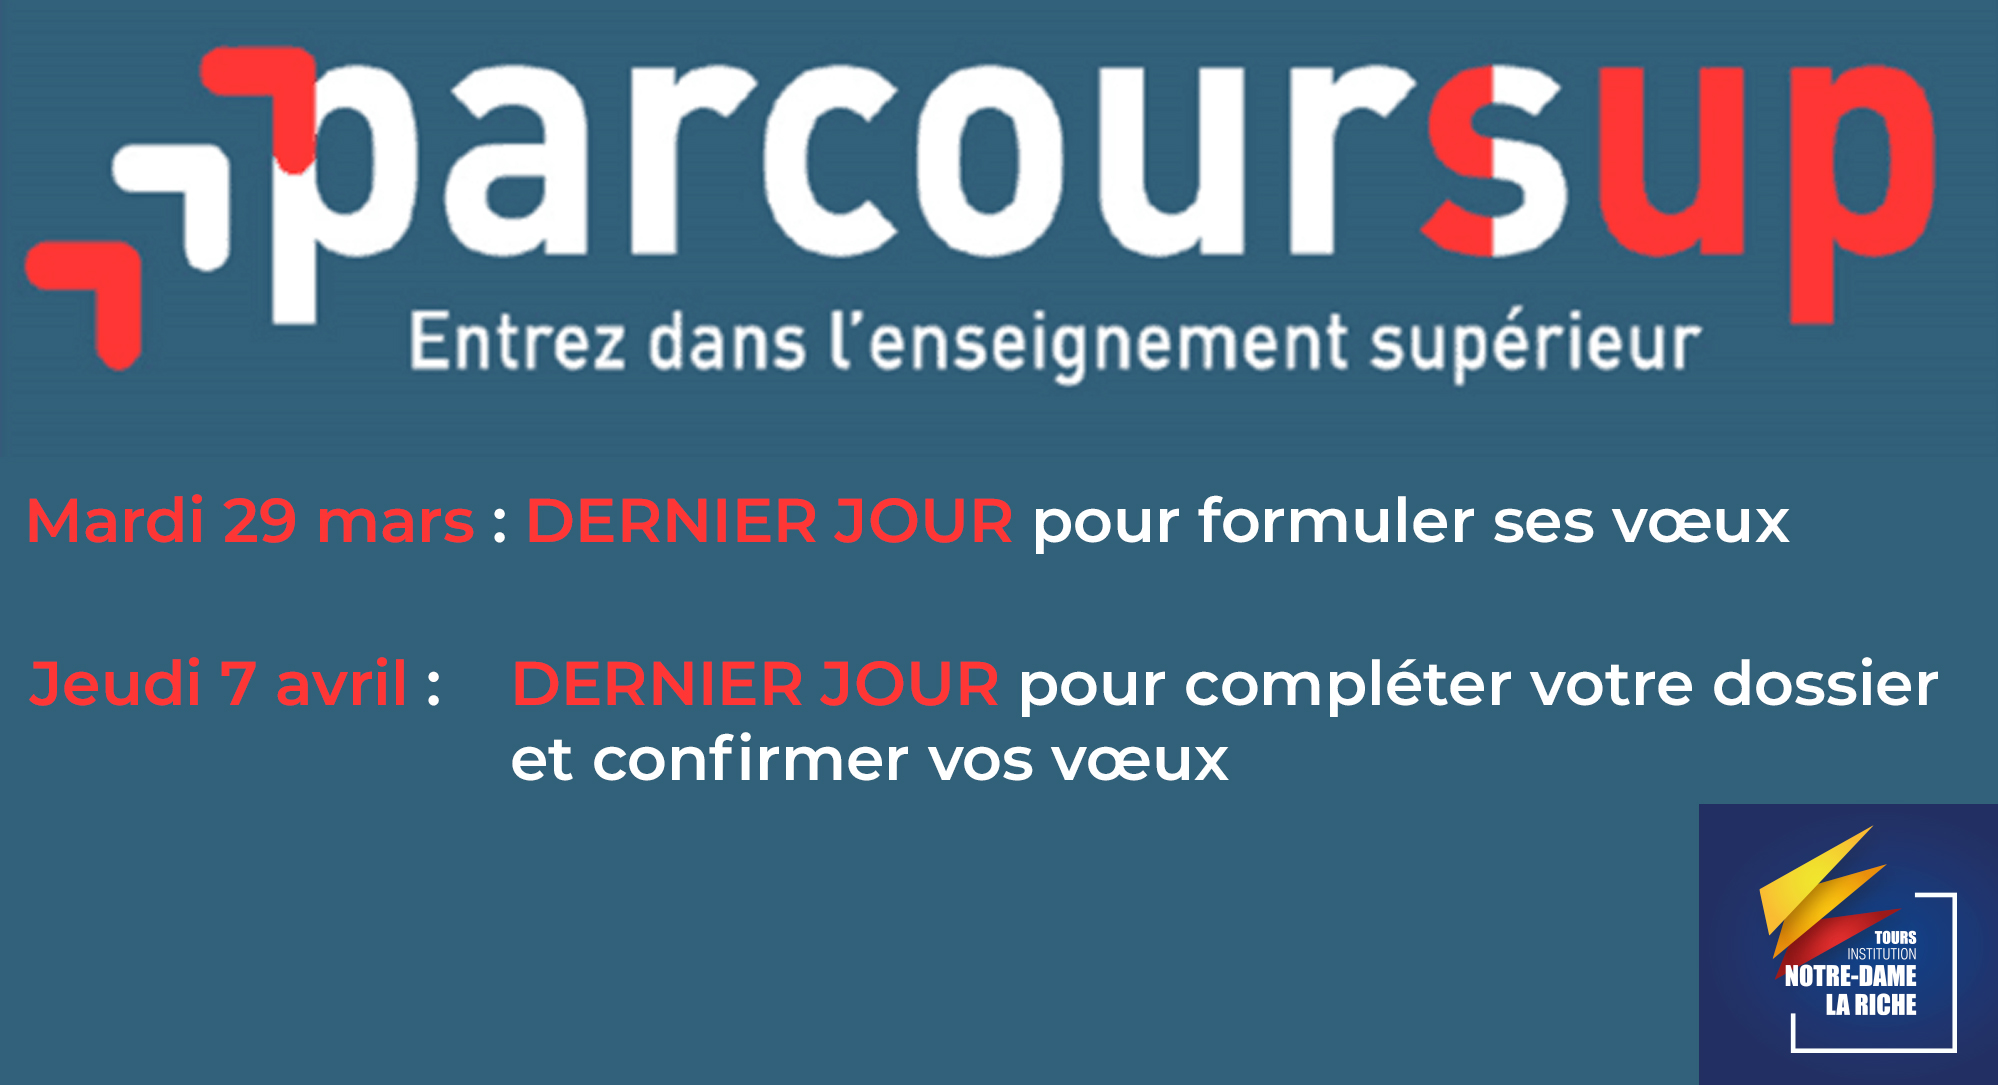 parcoursup
Entrez dans l'enseignement supérieur
Mardi 29 mars : DERNIER JOUR pour formuler ses vœux
Jeudi 7 avril : DERNIER JOUR pour compléter votre dossier
et confirmer vos vœux
TOURS
INSTITUTION
NOTRE-DAME
LA RICHE